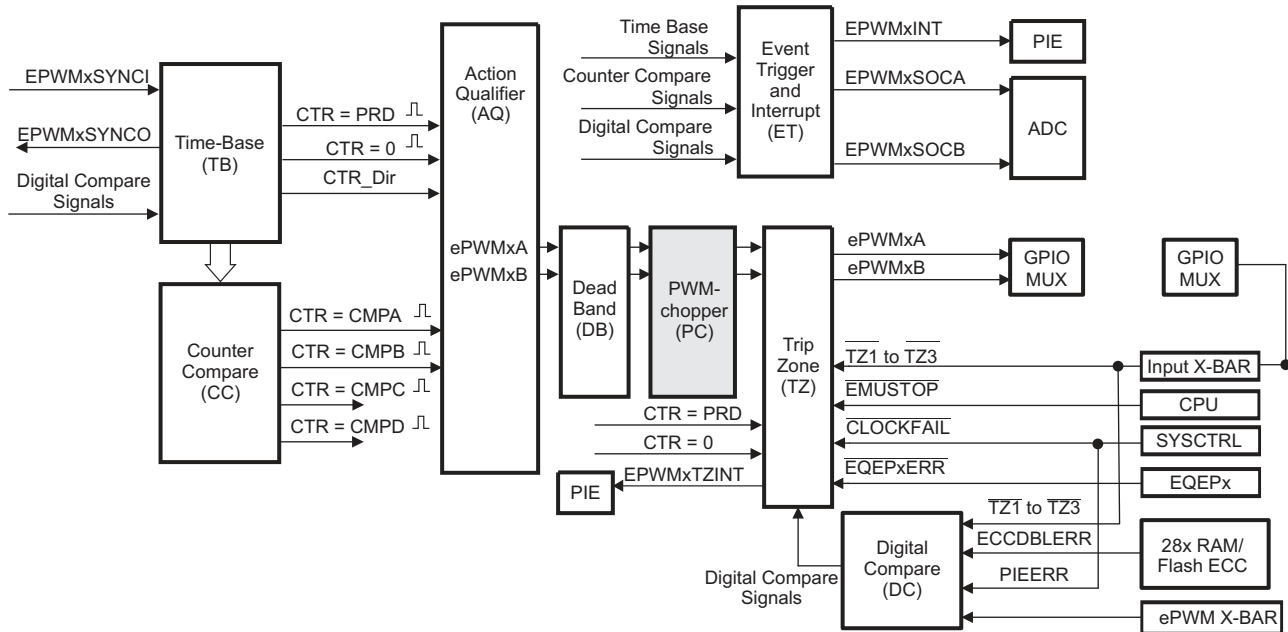 EPWMxSYNCI
EPWMxSYNCO
Digital Compare
Signals
Time-Base
(TB)
CTR = PRD
CTR = 0
CTR_Dir
Counter
Compare
(CC)
CTR = CMPA
CTR = CMPB
CTR = CMPC
CTR = CMPD
Action
Qualifier
(AQ)
ePWMxA
ePWMxB
Time Base
Signals
Counter Compare
Signals
Digital Compare
Signals
Event
Trigger
and
Interrupt
(ET)
EPWMxINT
EPWMxSOCA
EPWMxSOCB
PIE
ADC
Dead
Band
(DB)
PWM-
chopper
(PC)
CTR = PRD
CTR = 0
EPWMxTZINT
PIE
Trip
Zone
(TZ)
ePWMxA
ePWMxB
GPIO
MUX
GPIO
MUX
TZ1 to TZ3
Input X-BAR
EMUSTOP
CPU
CLOCKFAIL
SYSCTRL
EQEPxERR
EQEPx
TZ1 to TZ3
ECCDBLERR
28x RAM/
Flash ECC
PIEERR
ePWM X-BAR
Digital
Compare
(DC)
Digital Compare
Signals